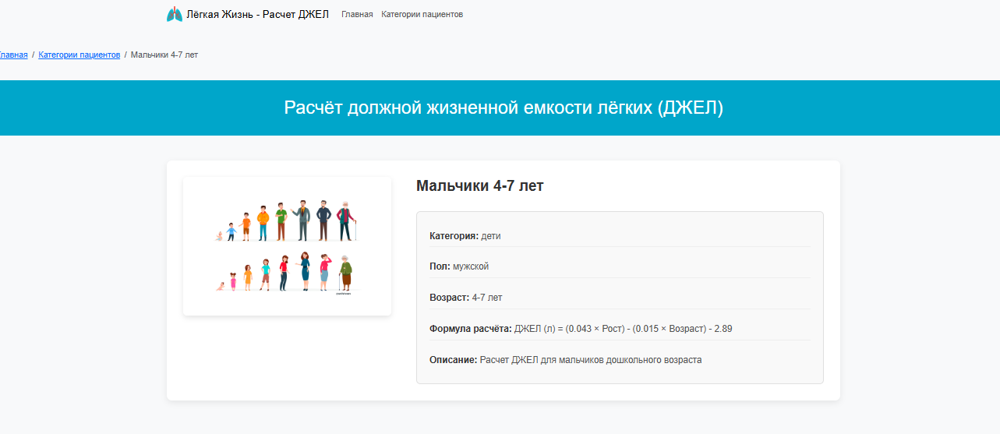 Лёгкая Жизнь - Расчет ДЖЕЛ Главная Категории пациентов
Главная / Категории пациентов / Мальчики 4-7 лет
Расчёт должной жизненной емкости лёгких (ДЖЕЛ)
Мальчики 4-7 лет
Категория: дети
Пол: мужской
Возраст: 4-7 лет
Формула расчёта: ДЖЕЛ (л) = (0.043 × Рост) - (0.015 × Возраст) - 2.89
Описание: Расчет ДЖЕЛ для мальчиков дошкольного возраста